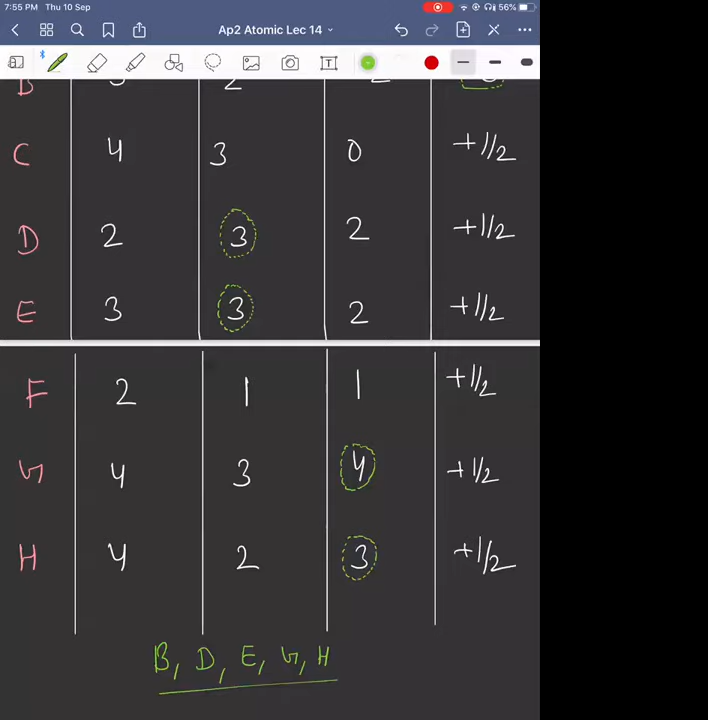 7:55 PM Thu 10 Sep 56%
Ap2 Atomic Lec 14
C 4 3 0 +1/2
D 2 3 2 +1/2
E 3 3 2 +1/2
F 2 1 1 +1/2
G 4 3 4 +1/2
H 4 2 3 +1/2
B, D, E, G, H